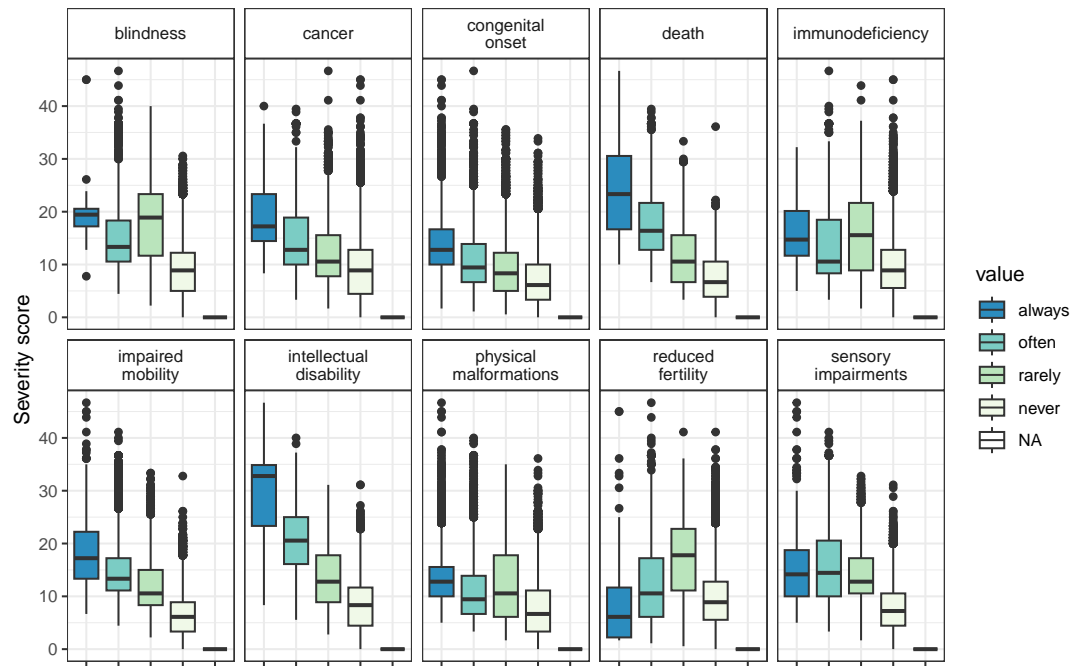 blindness
cancer
congenital
onset
death
immunodeficiency
40
30
20
10
0
impaired
mobility
intellectual
disability
physical
malformations
reduced
fertility
sensory
impairments
40
30
20
10
0
Severity score
value
always
often
rarely
never
NA